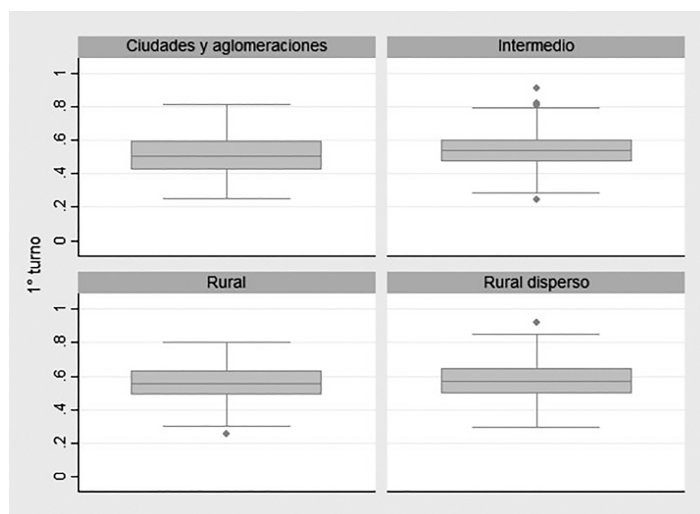 Ciudades y aglomeraciones
Intermedio
1
.8
.6
.4
.2
0
1° turno
Rural
Rural disperso
1
.8
.6
.4
.2
0